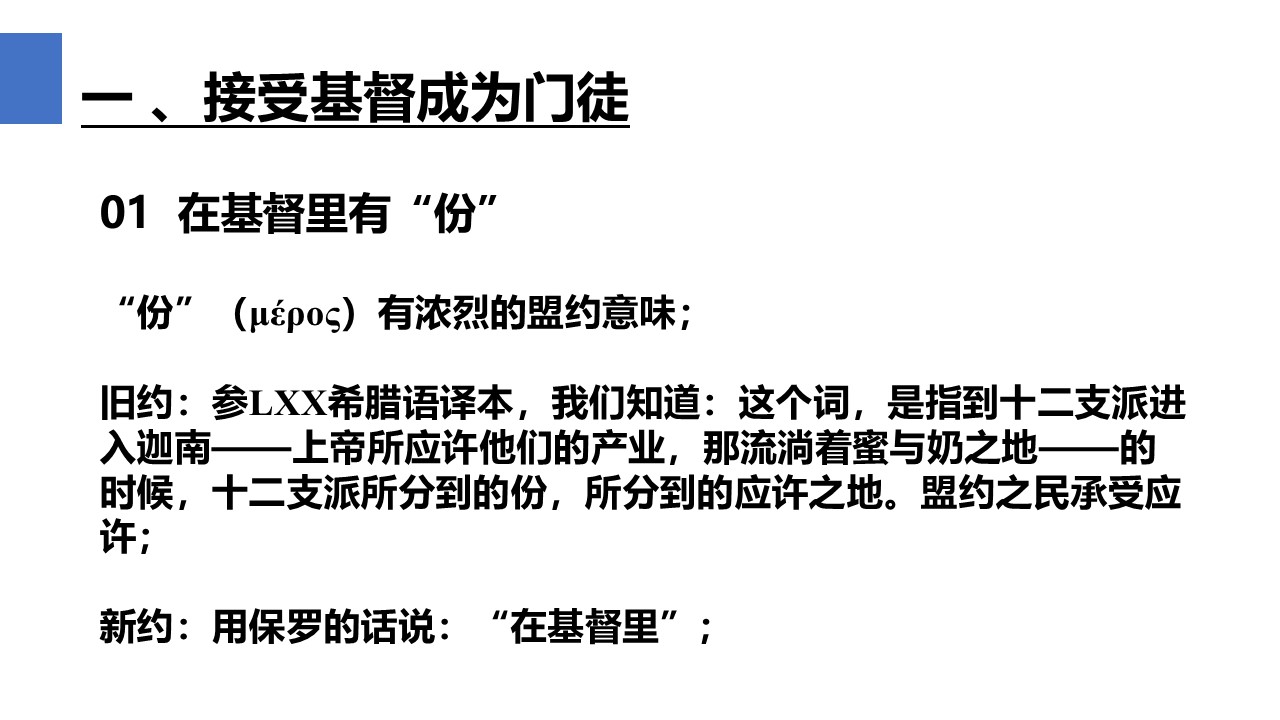 一 、接受基督成为门徒
01 在基督里有“份”
“份”（μέρος）有浓烈的盟约意味；
旧约：参LXX希腊语译本，我们知道：这个词，是指到十二支派进
入迦南——上帝所应许他们的产业，那流淌着蜜与奶之地——的
时候，十二支派所分到的份，所分到的应许之地。盟约之民承受应
许；
新约：用保罗的话说：“在基督里”；